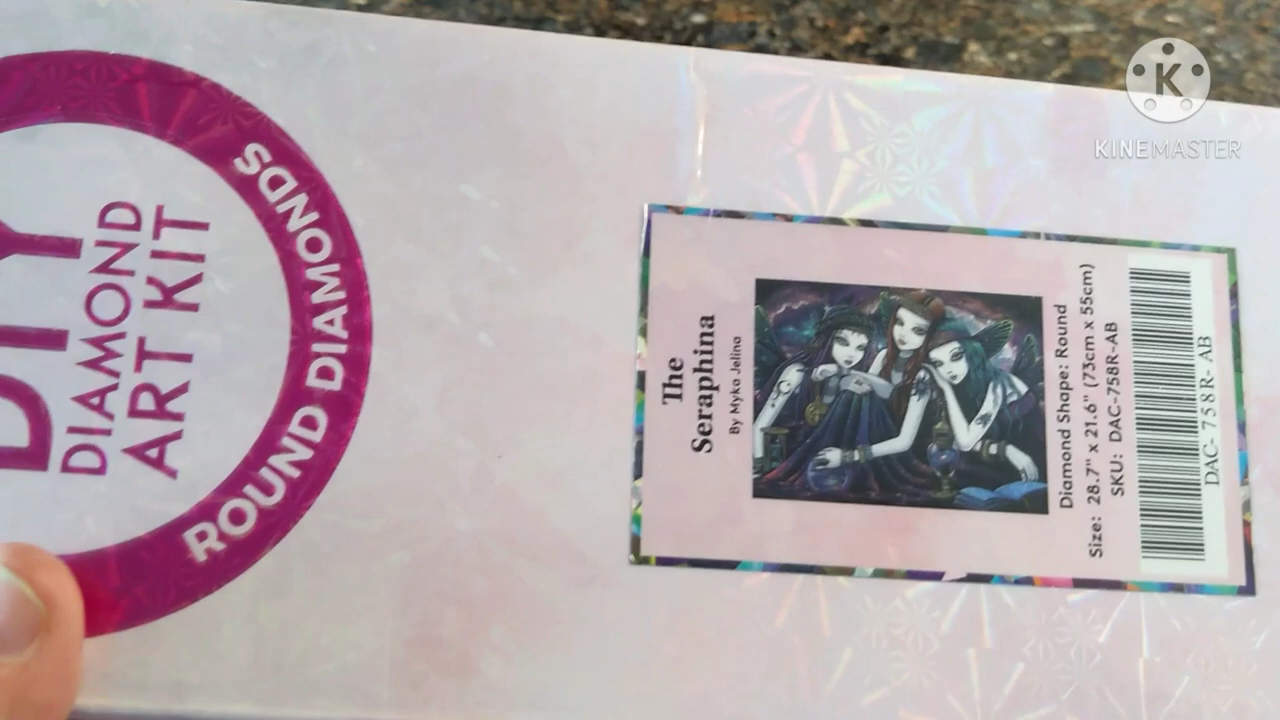 DIY
DIAMOND
ART KIT
ROUND DIAMONDS
The
Seraphina
By Myka Jelina
Diamond Shape: Round
Size: 28.7" x 21.6" (73cm x 55cm)
SKU: DAC-758R-AB
DAC- 758R- AB
K
KINEMASTER